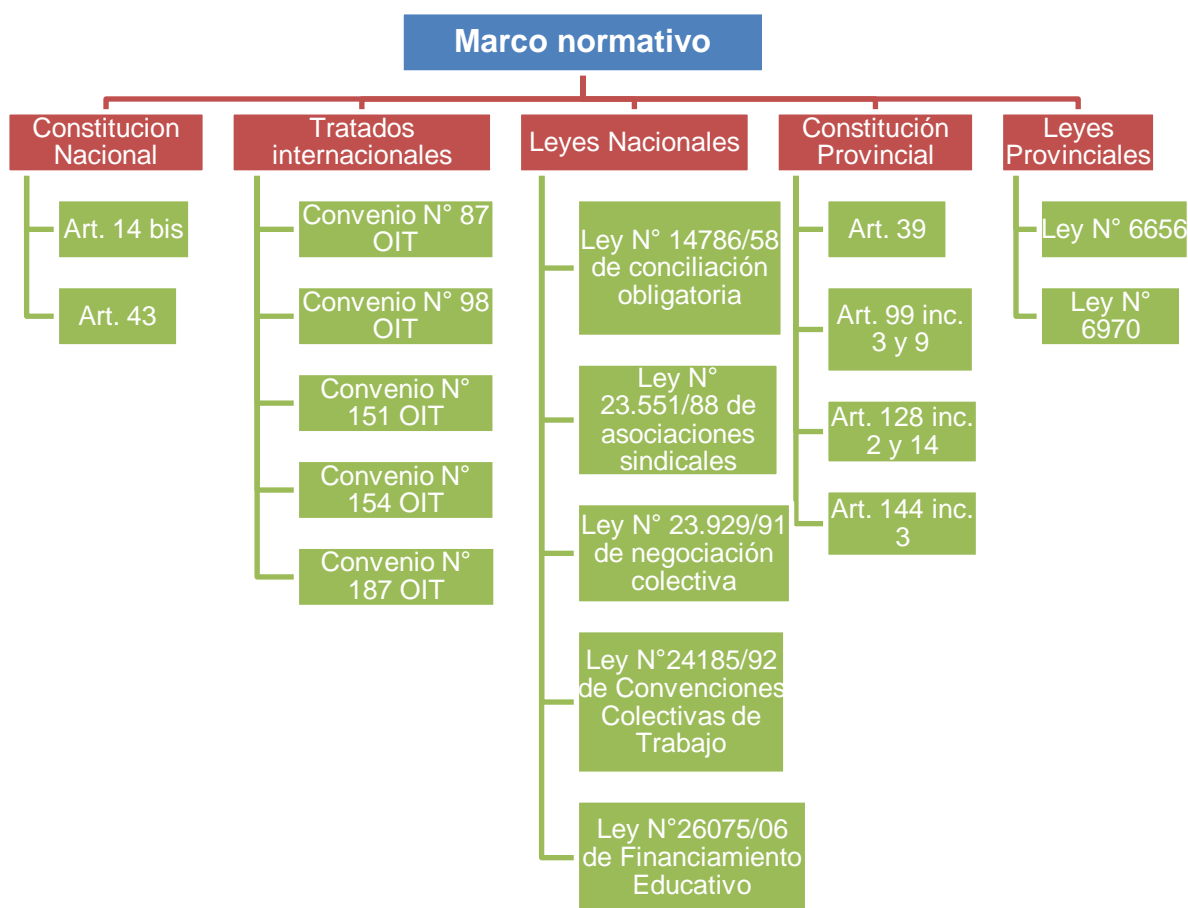 Marco normativo
Constitucion
Nacional
Art. 14 bis
Art. 43
Tratados
internacionales
Convenio N° 87
OIT
Convenio N° 98
OIT
Convenio N°
151 OIT
Convenio N°
154 OIT
Convenio N°
187 OIT
Leyes Nacionales
Ley N° 14786/58
de conciliación
obligatoria
Ley N°
23.551/88 de
asociaciones
sindicales
Ley N° 23.929/91
de negociación
colectiva
Ley N°24185/92
de Convenciones
Colectivas de
Trabajo
Ley N°26075/06
de Financiamiento
Educativo
Constitución
Provincial
Art. 39
Art. 99 inc.
3 y 9
Art. 128 inc.
2 y 14
Art. 144 inc.
3
Leyes
Provinciales
Ley N° 6656
Ley N°
6970